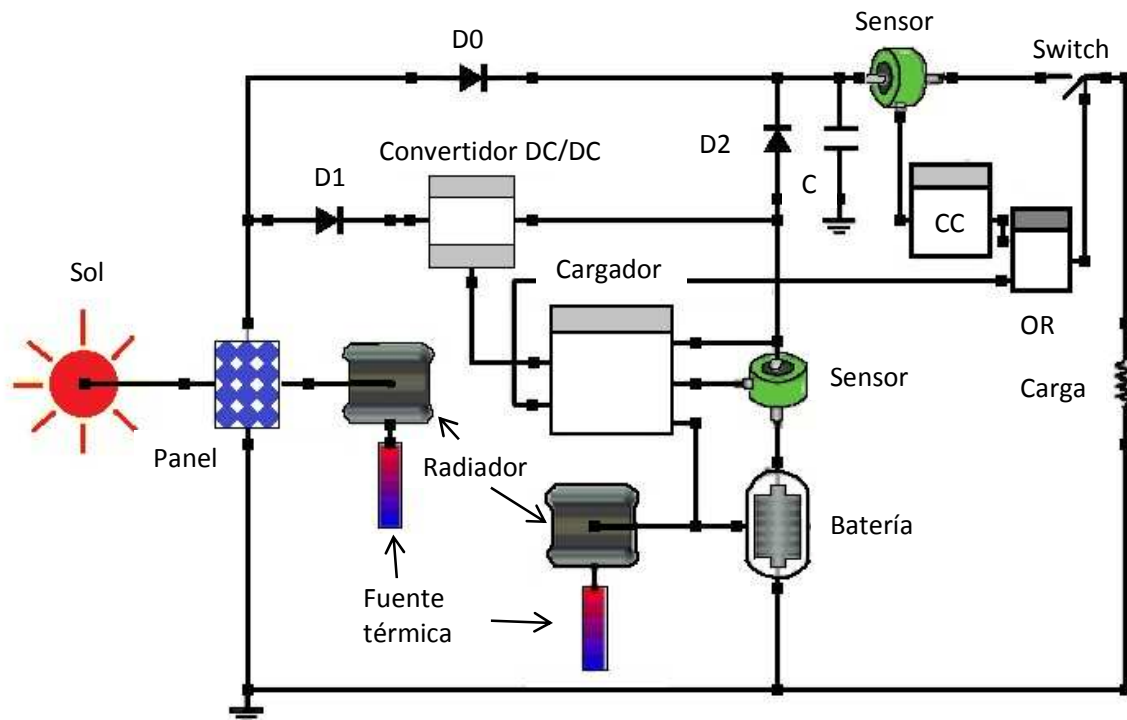 Sensor
D0
Switch
Convertidor DC/DC
D2
D1
C
CC
Sol
Cargador
OR
Sensor
Carga
Panel
Radiador
Batería
Fuente
térmica